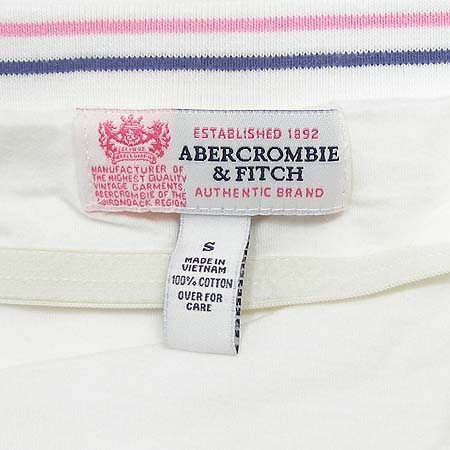 ESTABLISHED 1892
ABERCROMBIE
& FITCH
AUTHENTIC BRAND
MANUFACTURER OF
THE HIGHEST QUALITY
VINTAGE GARMENTS
ABERCROMBIE OF THE
ADIRONDACK REGION
S
MADE IN
VIETNAM
100% COTTON
OVER FOR
CARE